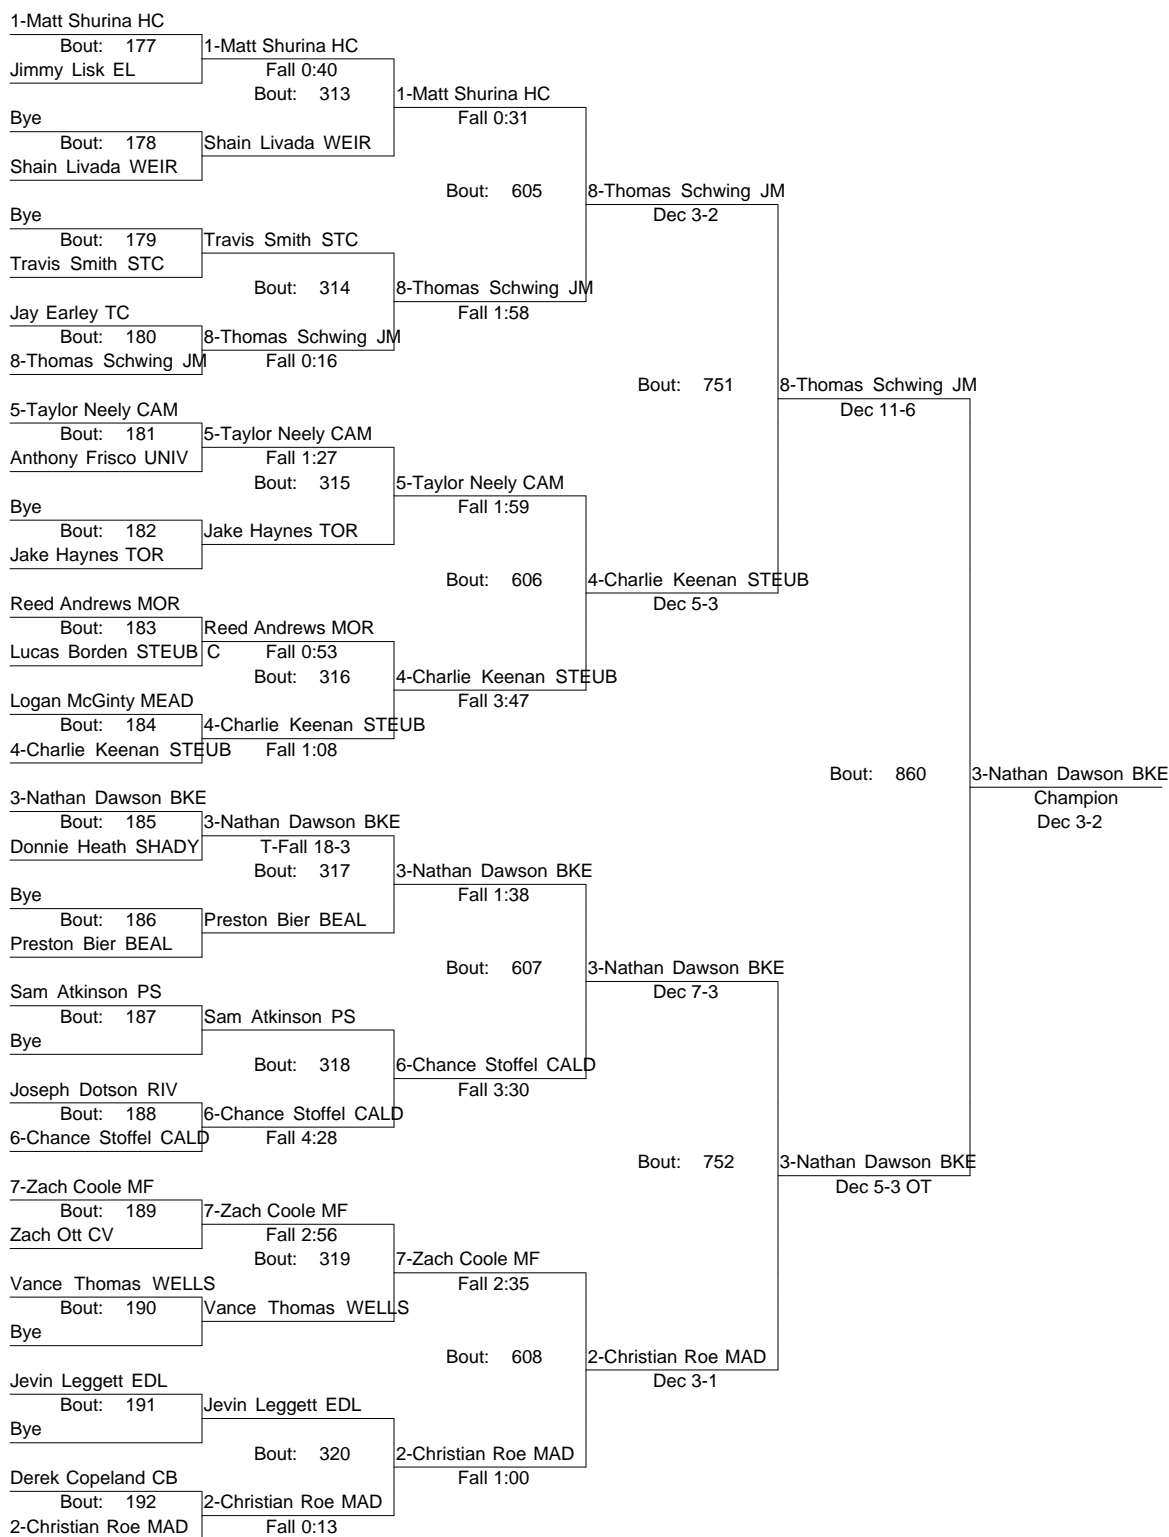 1-Matt Shurina HC
Bout: 177
Jimmy Lisk EL
Bye
Bout: 178
Shain Livada WEIR
Bye
Bout: 179
Travis Smith STC
Jay Earley TC
Bout: 180
8-Thomas Schwing JM
5-Taylor Neely CAM
Bout: 181
Anthony Frisco UNIV
Bye
Bout: 182
Jake Haynes TOR
Reed Andrews MOR
Bout: 183
Lucas Borden STEUB C
Logan McGinty MEAD
Bout: 184
4-Charlie Keenan STEUB
3-Nathan Dawson BKE
Bout: 185
Donnie Heath SHADY
Bye
Bout: 186
Preston Bier BEAL
Sam Atkinson PS
Bout: 187
Bye
Joseph Dotson RIV
Bout: 188
6-Chance Stoffel CALD
7-Zach Coole MF
Bout: 189
Zach Ott CV
Vance Thomas WELLS
Bout: 190
Bye
Jevin Leggett EDL
Bout: 191
Bye
Derek Copeland CB
Bout: 192
2-Christian Roe MAD
1-Matt Shurina HC
Fall 0:40
Bout: 313
Shain Livada WEIR
Travis Smith STC
Bout: 314
8-Thomas Schwing JM
Fall 0:16
5-Taylor Neely CAM
Fall 1:27
Bout: 315
Jake Haynes TOR
Reed Andrews MOR
Fall 0:53
Bout: 316
4-Charlie Keenan STEUB
Fall 1:08
3-Nathan Dawson BKE
T-Fall 18-3
Bout: 317
Preston Bier BEAL
Sam Atkinson PS
Bout: 318
6-Chance Stoffel CALD
Fall 4:28
7-Zach Coole MF
Fall 2:56
Bout: 319
Vance Thomas WELLS
Jevin Leggett EDL
Bout: 320
2-Christian Roe MAD
Fall 0:13
1-Matt Shurina HC
Fall 0:31
Bout: 605
8-Thomas Schwing JM
Fall 1:58
5-Taylor Neely CAM
Fall 1:59
Bout: 606
4-Charlie Keenan STEUB
Fall 3:47
3-Nathan Dawson BKE
Fall 1:38
Bout: 607
6-Chance Stoffel CALD
Fall 3:30
7-Zach Coole MF
Fall 2:35
Bout: 608
2-Christian Roe MAD
Fall 1:00
8-Thomas Schwing JM
Dec 3-2
Bout: 751
4-Charlie Keenan STEUB
Dec 5-3
3-Nathan Dawson BKE
Dec 7-3
Bout: 752
2-Christian Roe MAD
Dec 3-1
8-Thomas Schwing JM
Dec 11-6
Bout: 860
3-Nathan Dawson BKE
Dec 5-3 OT
3-Nathan Dawson BKE
Champion
Dec 3-2